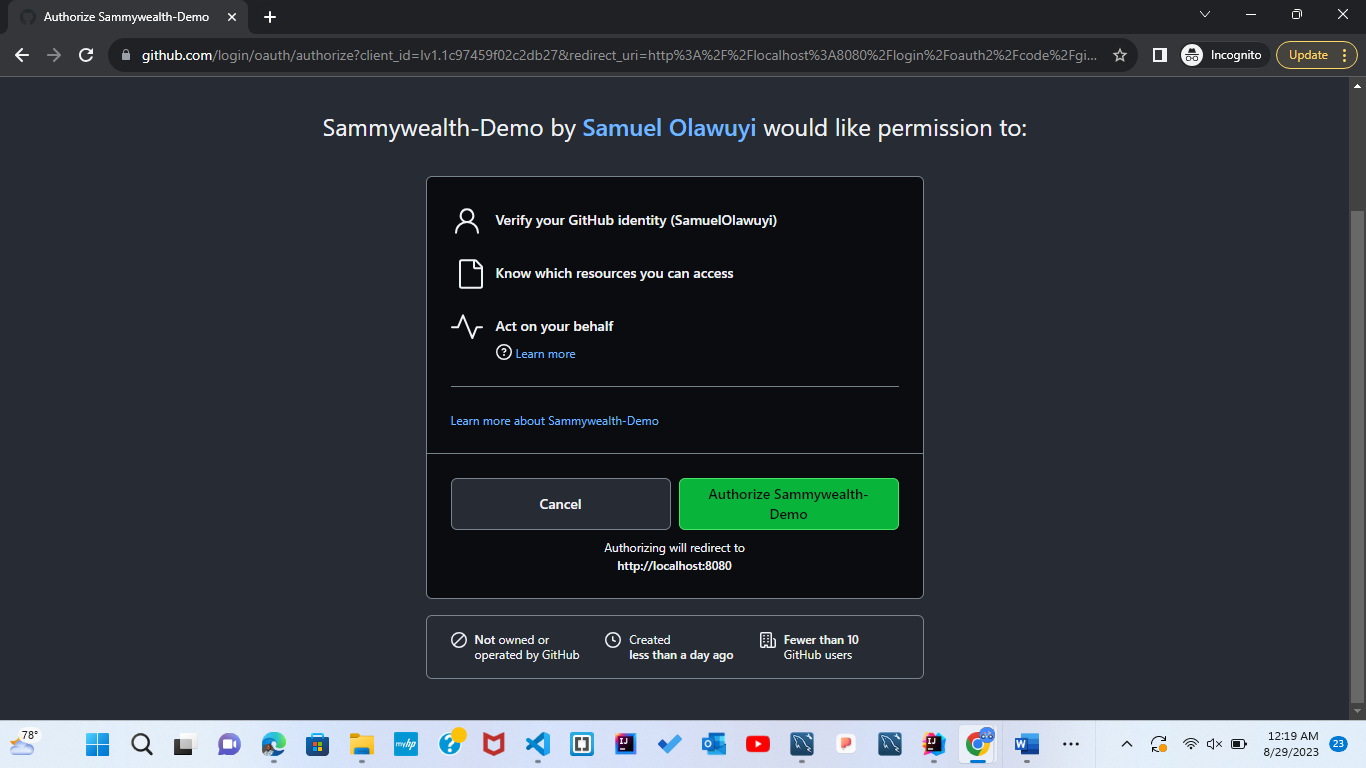 Authorize Sammywealth-Demo
Incognito
Update
github.com/login/oauth/authorize?client_id=Iv1.1c97459f02c2db27&redirect_uri=http%3A%2F%2Flocalhost%3A8080%2Flogin%2Foauth2%2Fcode%2Fgi...
Sammywealth-Demo by Samuel Olawuyi would like permission to:
Verify your GitHub identity (SamuelOlawuyi)
Know which resources you can access
Act on your behalf
Learn more
Learn more about Sammywealth-Demo
Cancel
Authorize Sammywealth-
Demo
Authorizing will redirect to
http://localhost:8080
Not owned or
operated by GitHub
Created
less than a day ago
Fewer than 10
GitHub users
78°
myhp
2
12:19 AM
8/29/2023
23